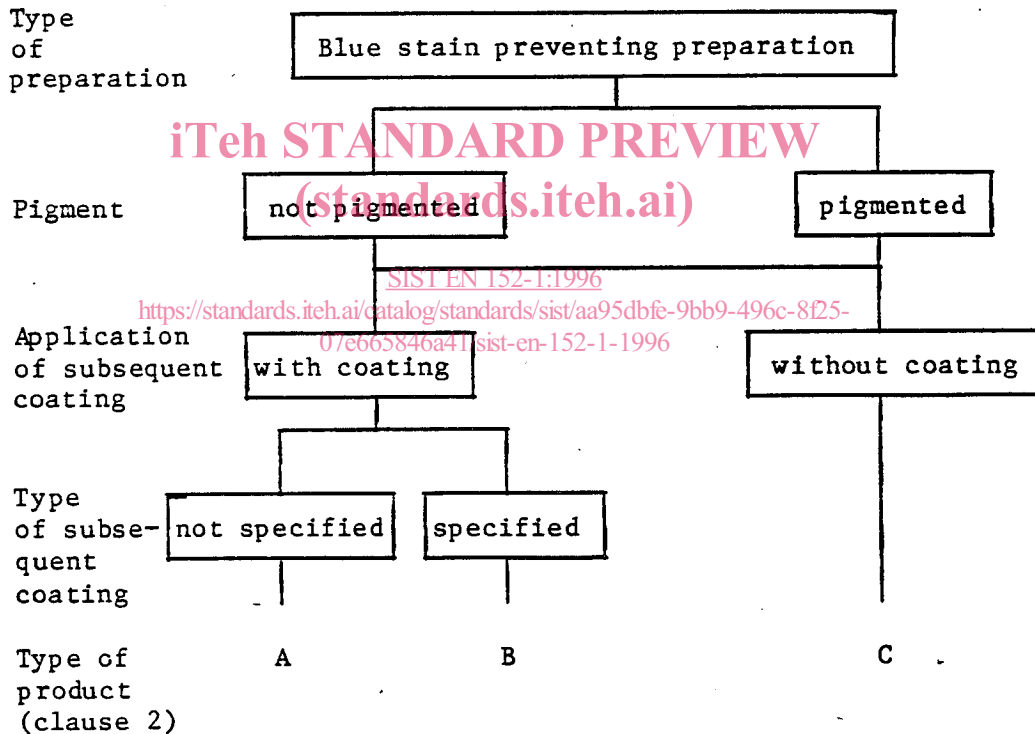 Type
of
preparation
Blue stain preventing preparation
iTeh STANDARD PREVIEW
(standards.iteh.ai)
Pigment
not pigmented
pigmented
SIST EN 152-1:1996
https://standards.iteh.ai/catalog/standards/sist/aa95dbfe-9bb9-496c-8f25-
07e665846a41/sist-en-152-1-1996
Application
of subsequent
coating
with coating
without coating
Type
of subse-
quent
coating
not specified
specified
Type of
product
(clause 2)
A
B
C